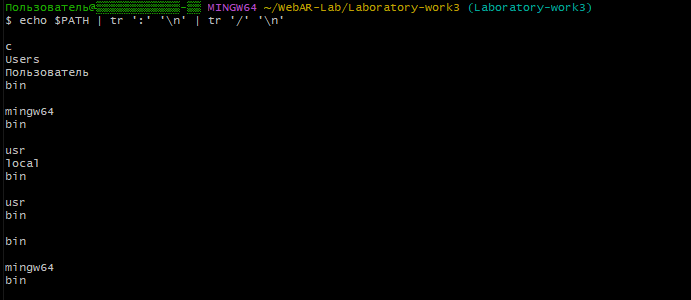 Пользователь@ MINGW64 ~/WebAR-Lab/Laboratory-work3 (Laboratory-work3)
$ echo $PATH | tr ':' '\n' | tr '/' '\n'
c
Users
Пользователь
bin
mingw64
bin
usr
local
bin
usr
bin
bin
mingw64
bin